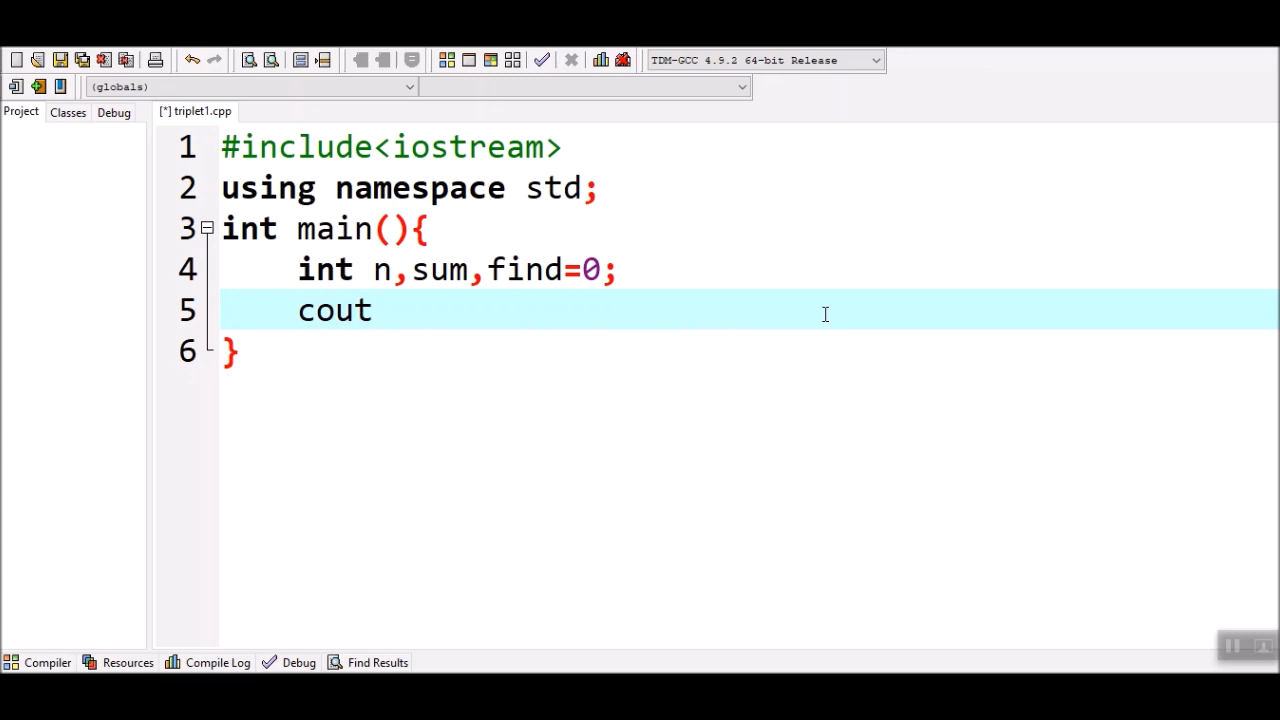 TDM-GCC 4.9.2 64-bit Release
(globals)
Project Classes Debug [*] triplet1.cpp
1 #include<iostream>
2 using namespace std;
3 int main(){
4 int n,sum,find=0;
5 cout
6 }
Compiler Resources Compile Log Debug Find Results